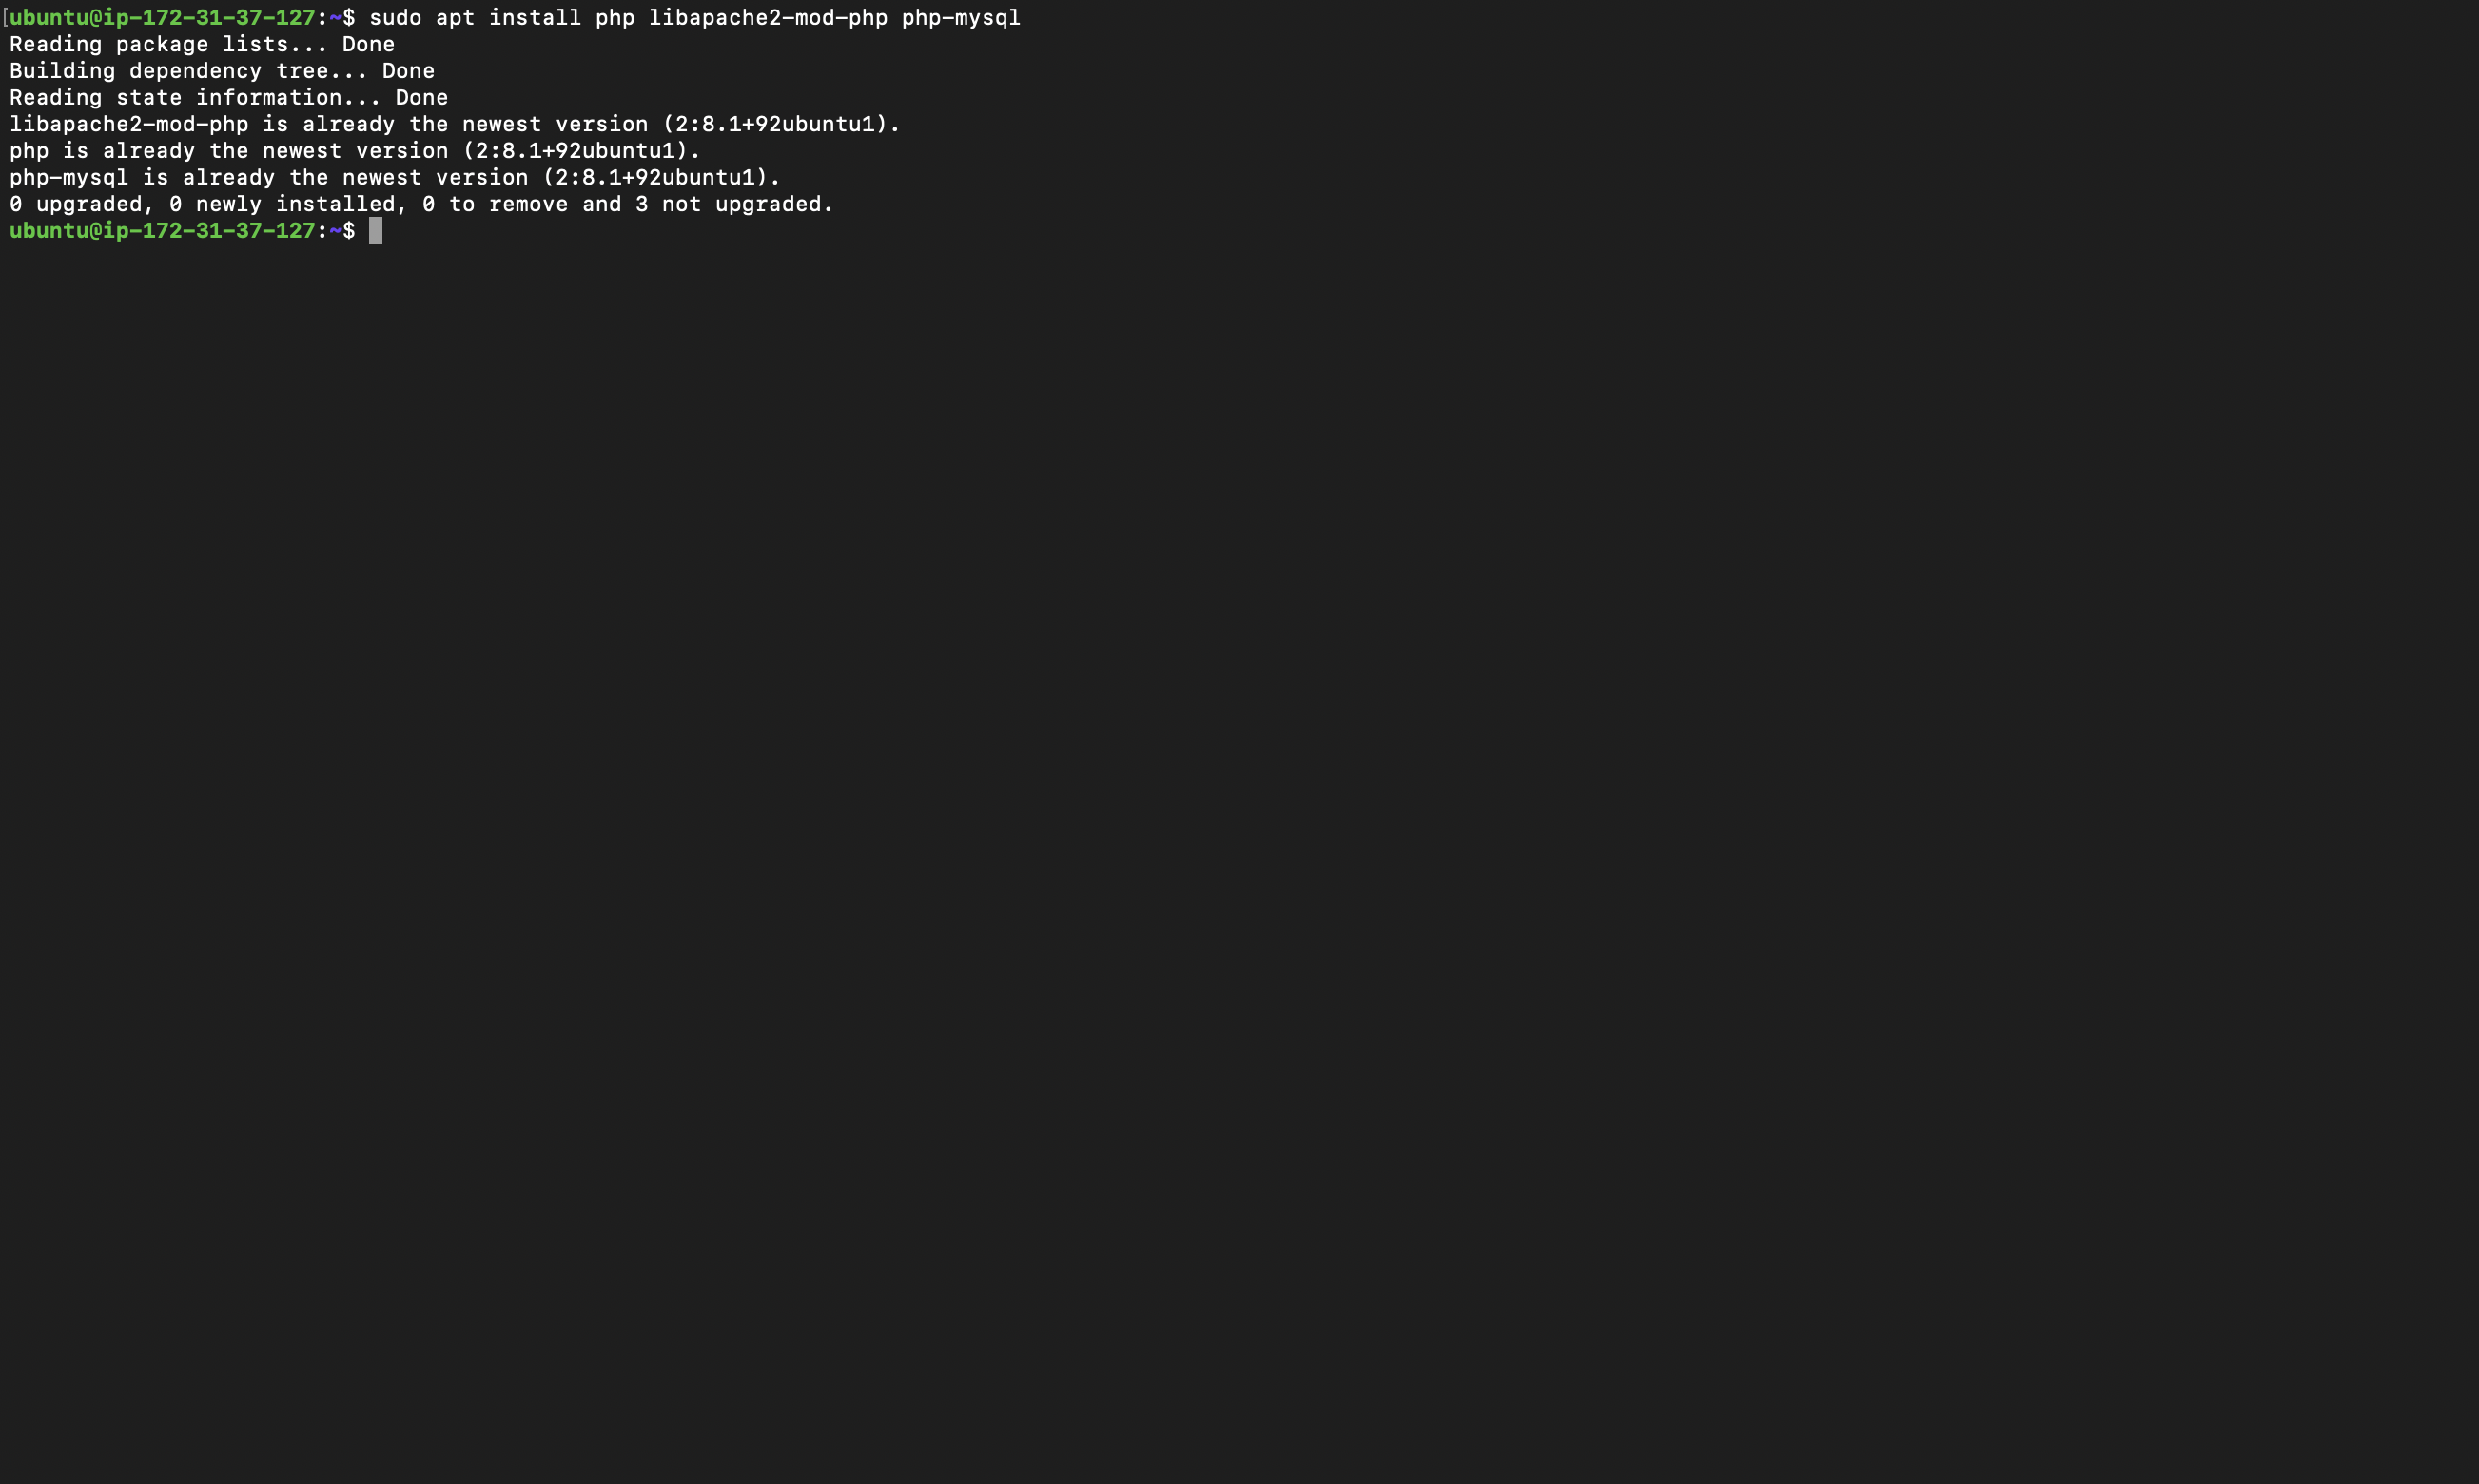 [ubuntu@ip-172-31-37-127:~$ sudo apt install php libapache2-mod-php php-mysql
Reading package lists... Done
Building dependency tree... Done
Reading state information... Done
libapache2-mod-php is already the newest version (2:8.1+92ubuntu1).
php is already the newest version (2:8.1+92ubuntu1).
php-mysql is already the newest version (2:8.1+92ubuntu1).
0 upgraded, 0 newly installed, 0 to remove and 3 not upgraded.
ubuntu@ip-172-31-37-127:~$